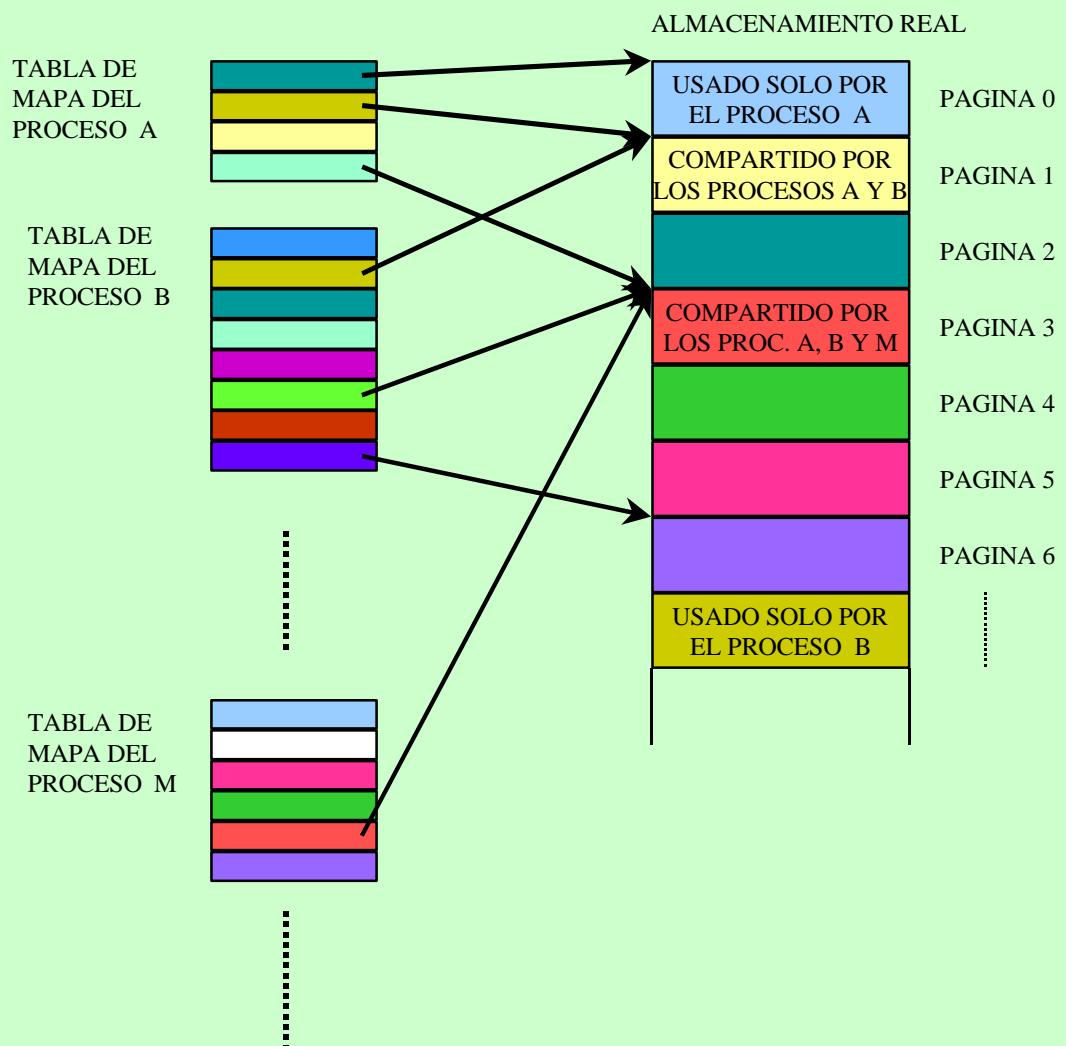 ALMACENAMIENTO REAL
TABLA DE
MAPA DEL
PROCESO A
TABLA DE
MAPA DEL
PROCESO B
TABLA DE
MAPA DEL
PROCESO M
USADO SOLO POR
EL PROCESO A
PAGINA 0
COMPARTIDO POR
LOS PROCESOS A Y B
PAGINA 1
PAGINA 2
COMPARTIDO POR
LOS PROC. A, B Y M
PAGINA 3
PAGINA 4
PAGINA 5
PAGINA 6
USADO SOLO POR
EL PROCESO B